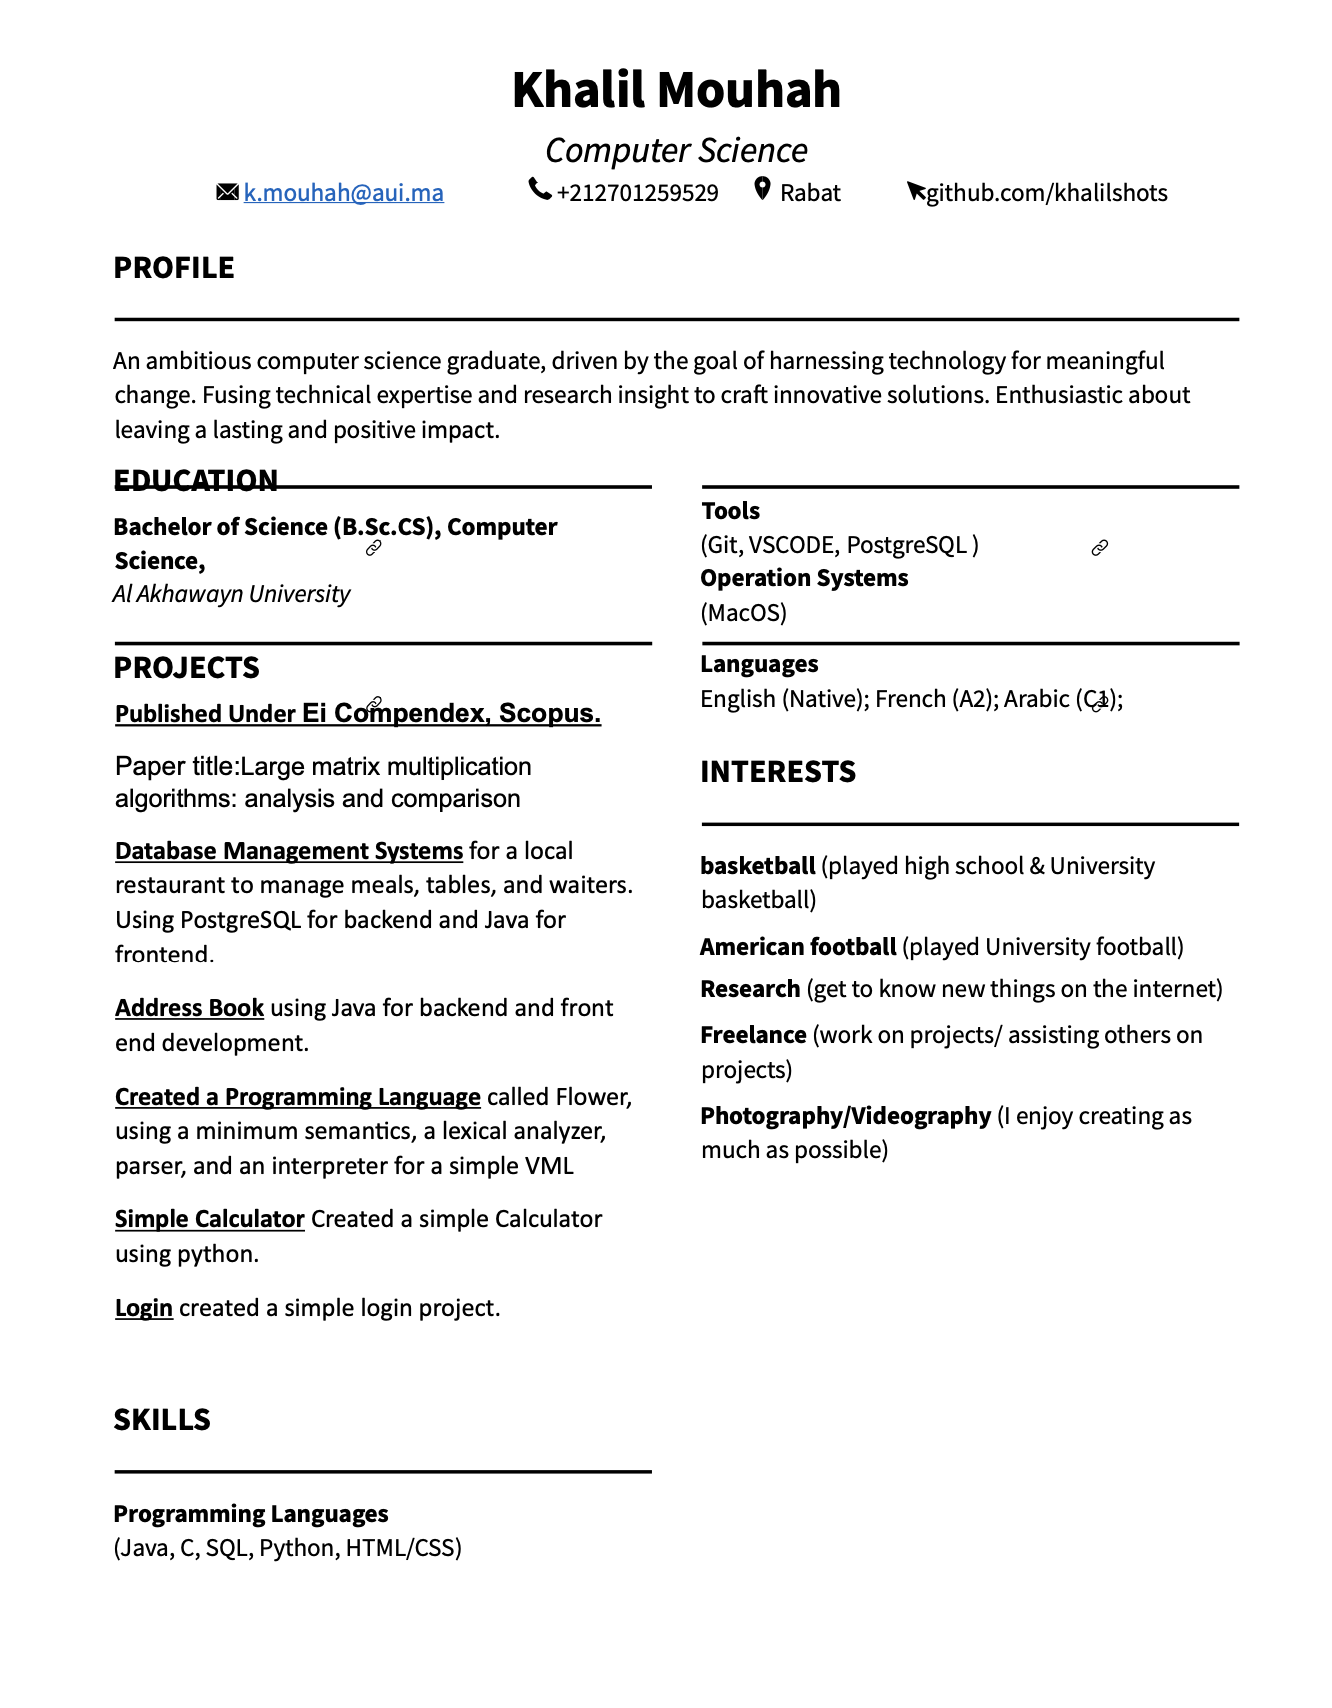 Khalil Mouhah
Computer Science
k.mouhah@aui.ma +212701259529 Rabat github.com/khalilshots
PROFILE
An ambitious computer science graduate, driven by the goal of harnessing technology for meaningful
change. Fusing technical expertise and research insight to craft innovative solutions. Enthusiastic about
leaving a lasting and positive impact.
EDUCATION
Bachelor of Science (B.Sc.CS), Computer
Science,
Al Akhawayn University
PROJECTS
Published Under Ei Compendex, Scopus.
Paper title:Large matrix multiplication
algorithms: analysis and comparison
Database Management Systems for a local
restaurant to manage meals, tables, and waiters.
Using PostgreSQL for backend and Java for
frontend.
Address Book using Java for backend and front
end development.
Created a Programming Language called Flower,
using a minimum semantics, a lexical analyzer,
parser, and an interpreter for a simple VML
Simple Calculator Created a simple Calculator
using python.
Login created a simple login project.
SKILLS
Programming Languages
(Java, C, SQL, Python, HTML/CSS)
Tools
(Git, VSCODE, PostgreSQL )
Operation Systems
(MacOS)
Languages
English (Native); French (A2); Arabic (C1);
INTERESTS
basketball (played high school & University
basketball)
American football (played University football)
Research (get to know new things on the internet)
Freelance (work on projects/ assisting others on
projects)
Photography/Videography (I enjoy creating as
much as possible)